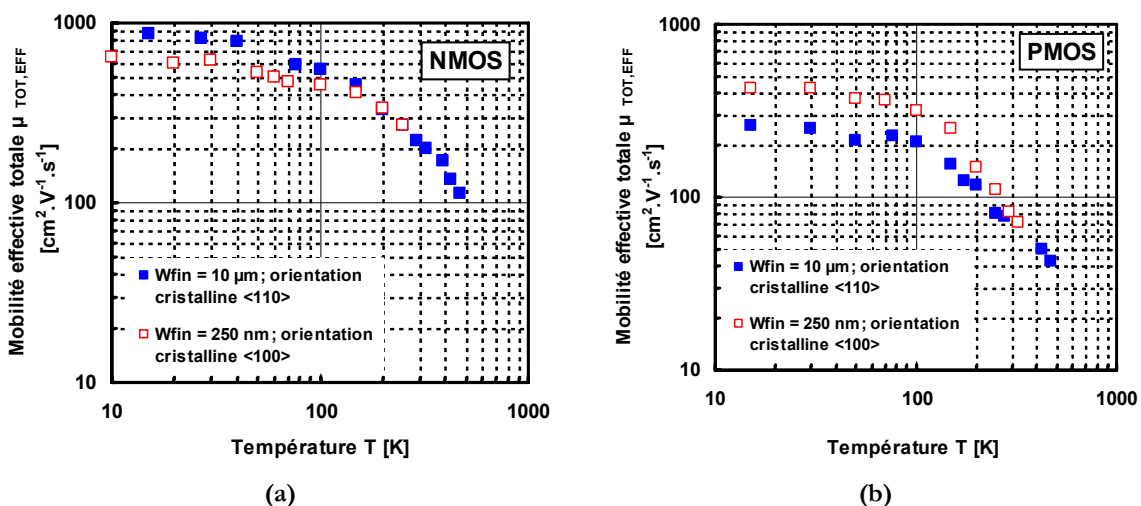 Mobilité effective totale µ TOT,EFF
[cm².V⁻¹.s⁻¹]
1000
100
10
NMOS
Wfin = 10 µm; orientation
cristalline <110>
Wfin = 250 nm; orientation
cristalline <100>
10
100
1000
Température T [K]
(a)
Mobilité effective totale µ TOT,EFF
[cm².V⁻¹.s⁻¹]
1000
100
10
PMOS
Wfin = 10 µm; orientation
cristalline <110>
Wfin = 250 nm; orientation
cristalline <100>
10
100
1000
Température T [K]
(b)